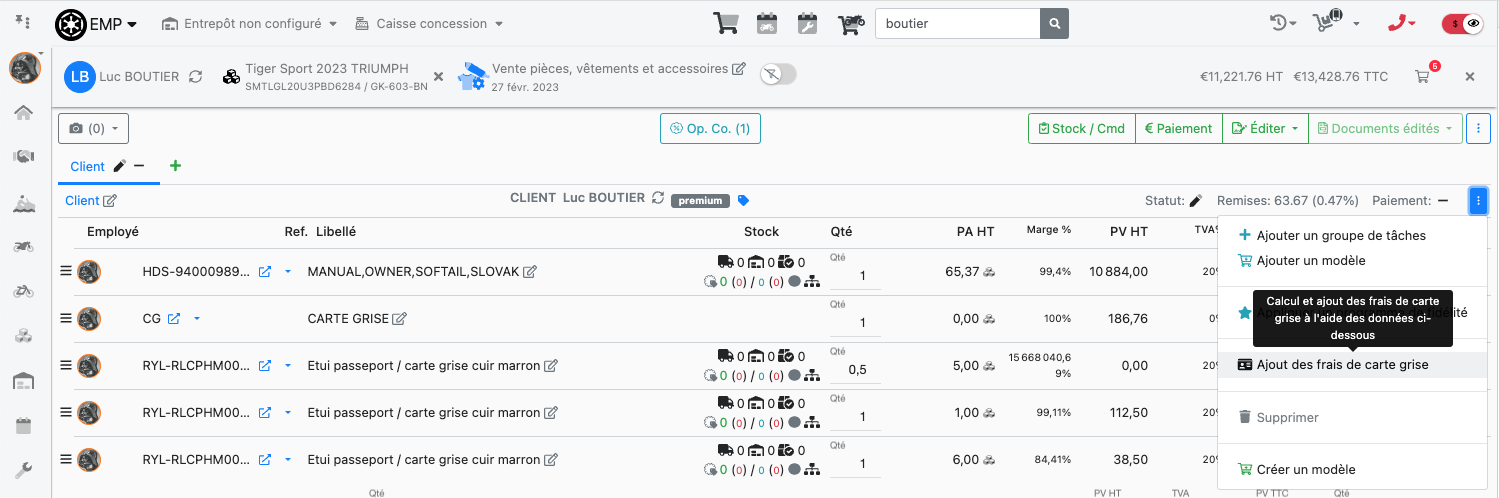 EMP
Entrepôt non configuré
Caisse concession
boutier
$
LB
Luc BOUTIER
Tiger Sport 2023 TRIUMPH
SMTLGL20U3PBD6284 / GK-603-BN
Vente pièces, vêtements et accessoires
27 févr. 2023
€11,221.76 HT €13,428.76 TTC
5
(0)
Op. Co. (1)
Stock / Cmd
€ Paiement
Éditer
Documents édités
Client
Client
CLIENT Luc BOUTIER
premium
Statut:
Remises: 63.67 (0.47%)
Paiement:
Employé Ref. Libellé Stock Qté PA HT Marge % PV HT TVA%
HDS-94000989... MANUAL,OWNER,SOFTAIL,SLOVAK 0 0 0 Qté 1 65,37 99,4% 10 884,00 20%
0 (0) / 0 (0)
CG CARTE GRISE Qté 1 0,00 100% 186,76 0%
RYL-RLCPHM00... Etui passeport / carte grise cuir marron 0 0 0 Qté 0,5 5,00 15 668 040,6 0,00 20%
0 (0) / 0 (0) 9%
RYL-RLCPHM00... Etui passeport / carte grise cuir marron 0 0 0 Qté 1 1,00 99,11% 112,50 20%
0 (0) / 0 (0)
RYL-RLCPHM00... Etui passeport / carte grise cuir marron 0 0 0 Qté 1 6,00 84,41% 38,50 20%
0 (0) / 0 (0)
Qté PV HT TVA PV TTC Qté
Ajouter un groupe de tâches
Ajouter un modèle
Calcul et ajout des frais de carte
grise à l'aide des données ci-
dessous
Ajout des frais de carte grise
Supprimer
Créer un modèle